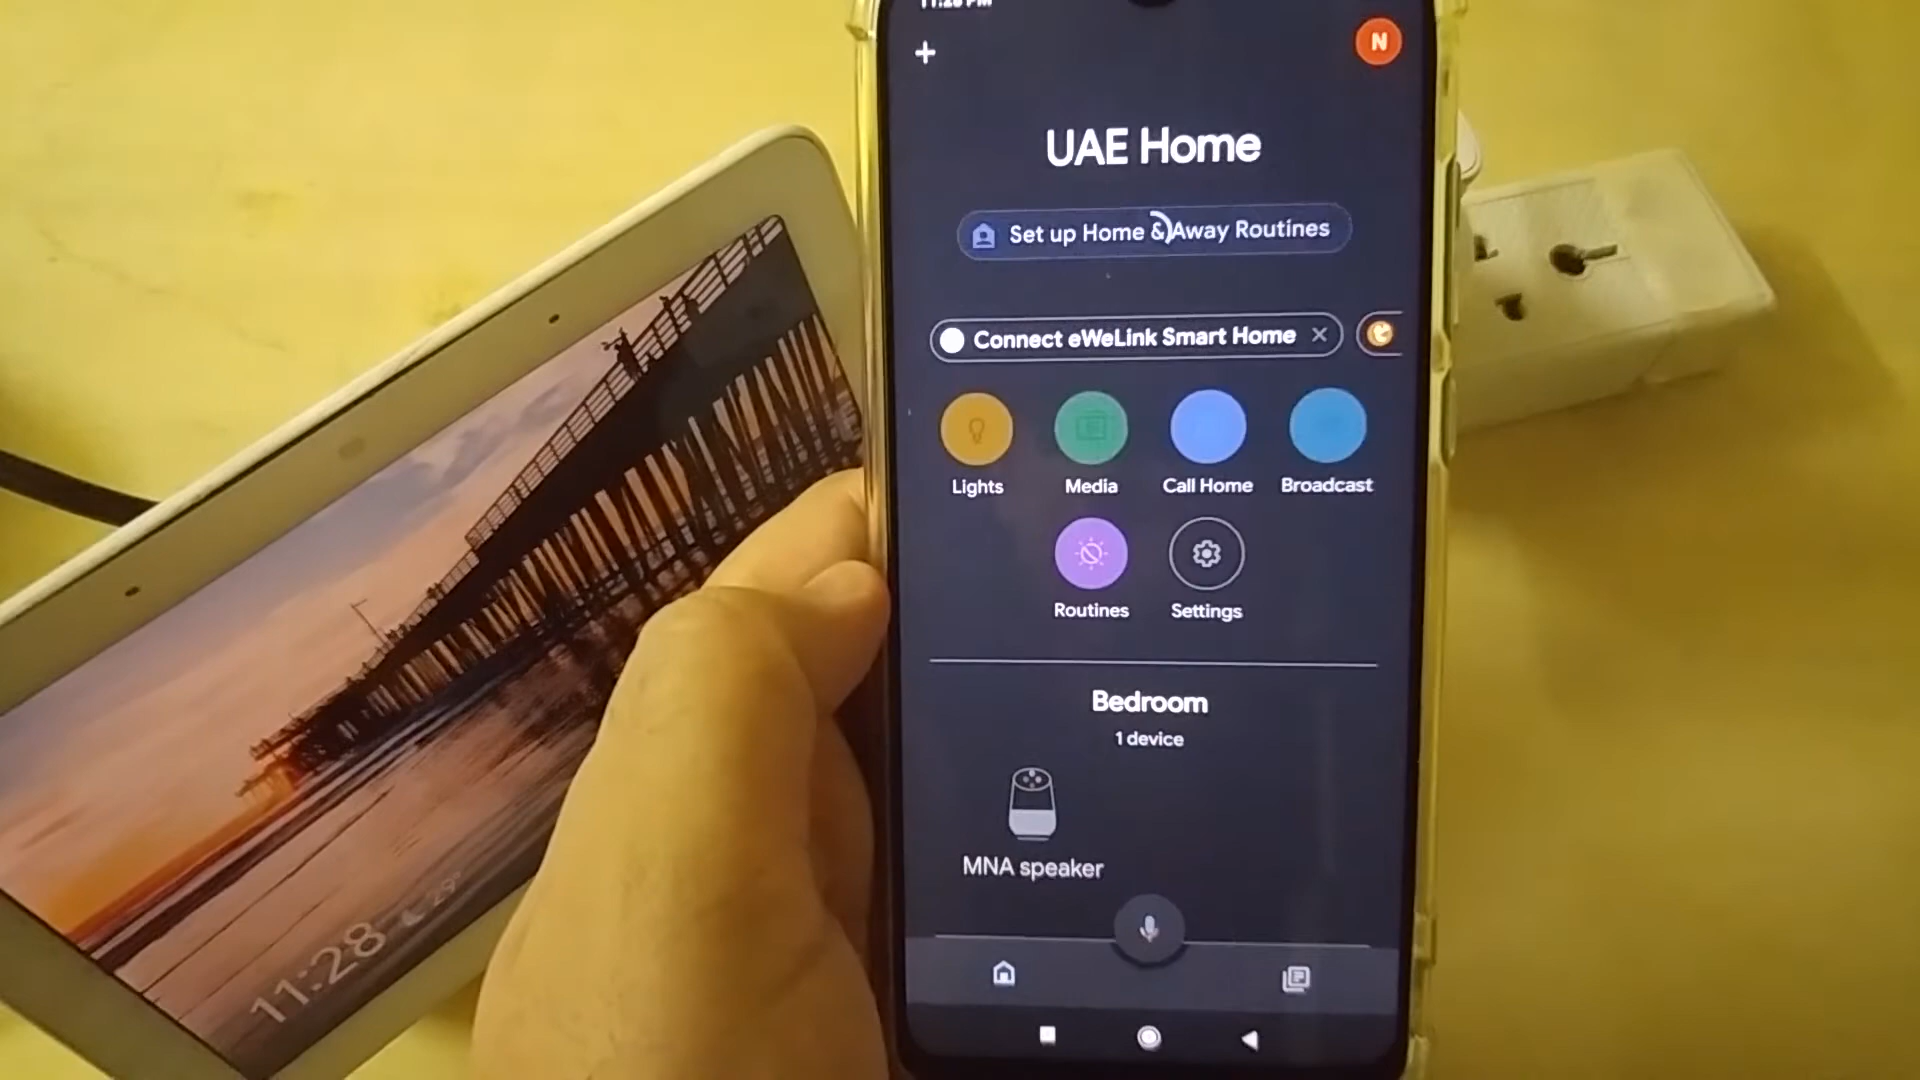 11:28 PM
N
UAE Home
Set up Home & Away Routines
Connect eWeLink Smart Home
Lights
Media
Call Home
Broadcast
Routines
Settings
Bedroom
1 device
MNA speaker
11:28 29°